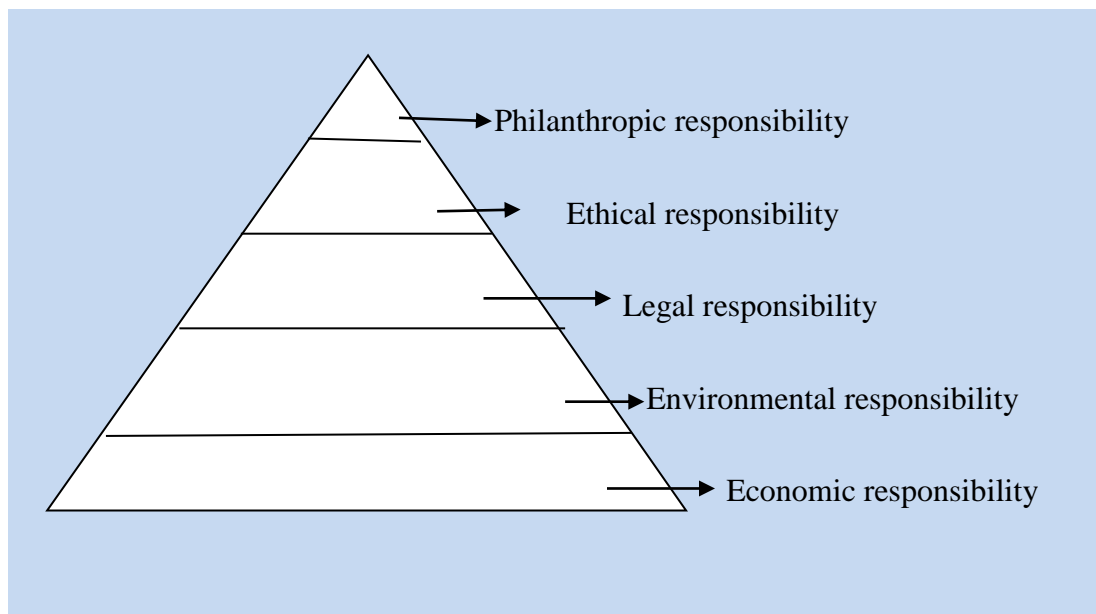 Philanthropic responsibility
Ethical responsibility
Legal responsibility
Environmental responsibility
Economic responsibility